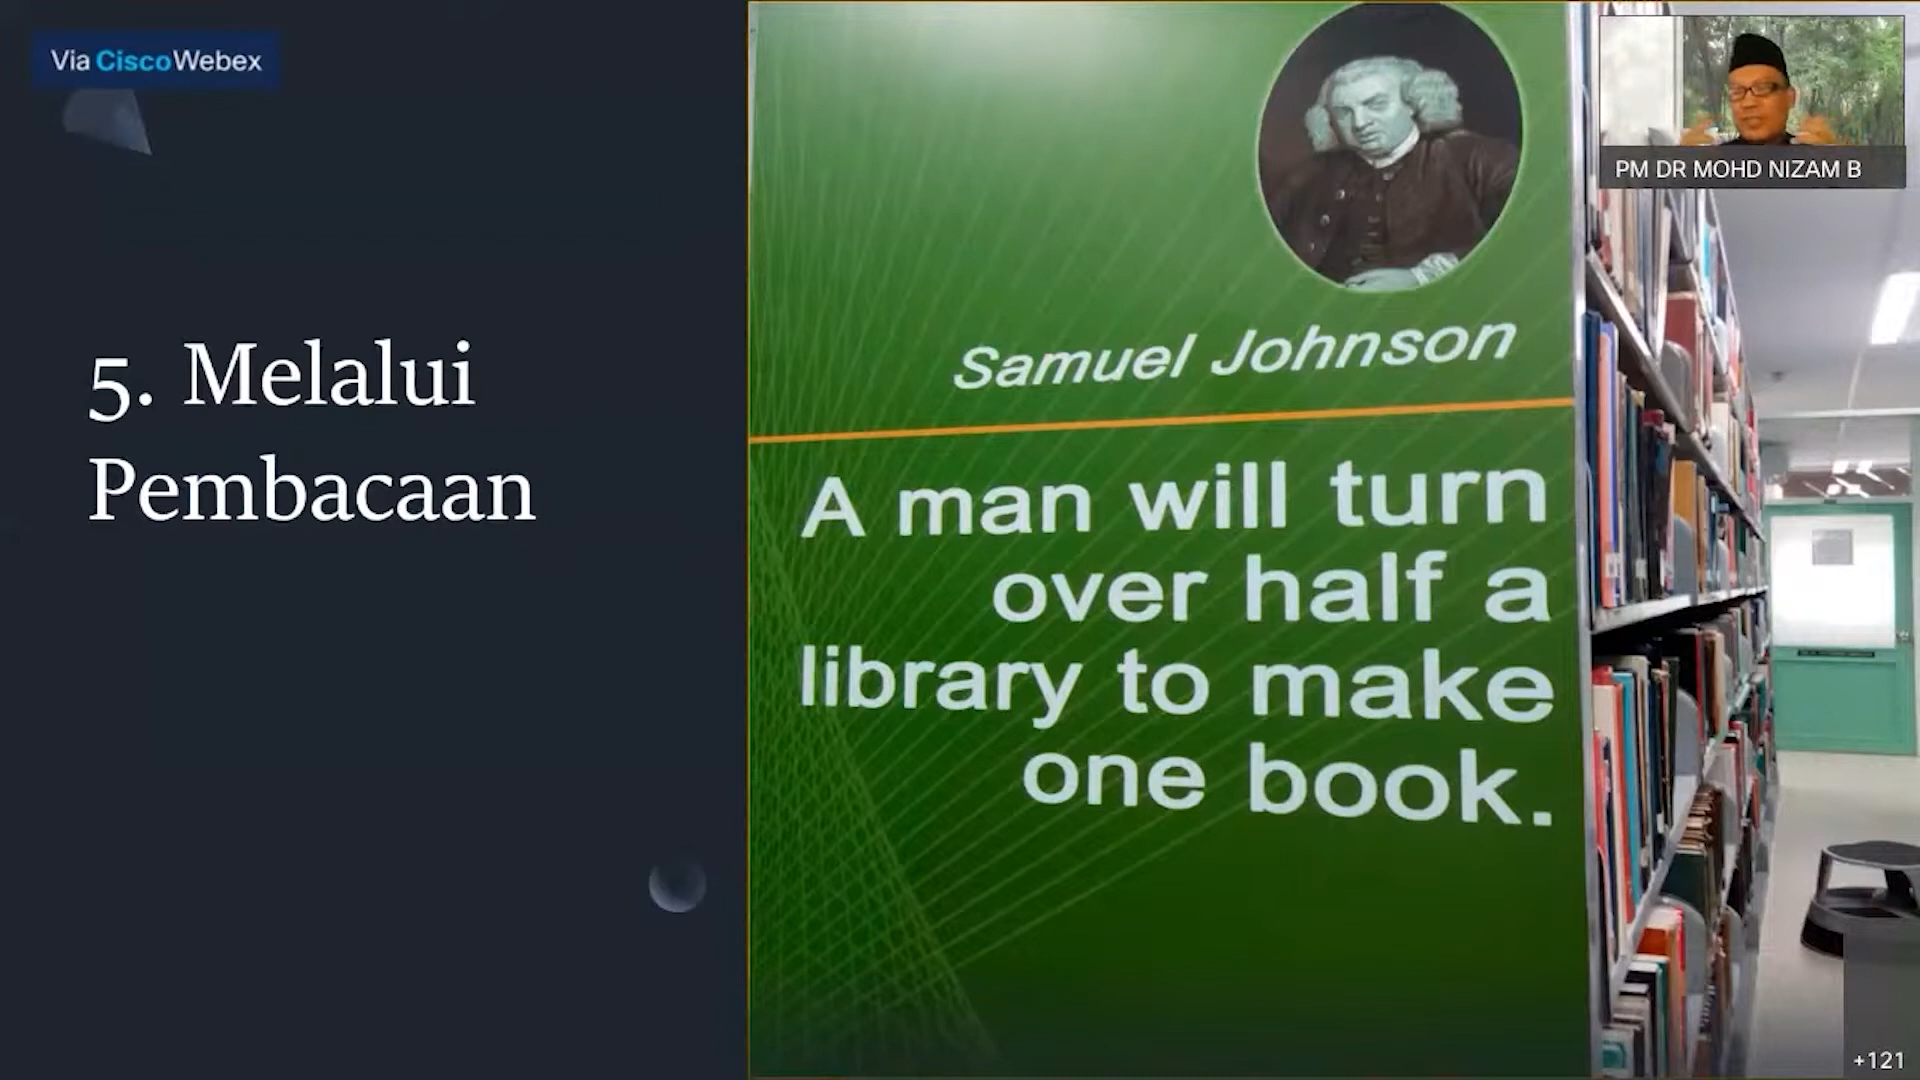 Via CiscoWebex
5. Melalui
Pembacaan
Samuel Johnson
A man will turn
over half a
library to make
one book.
PM DR MOHD NIZAM B
+121